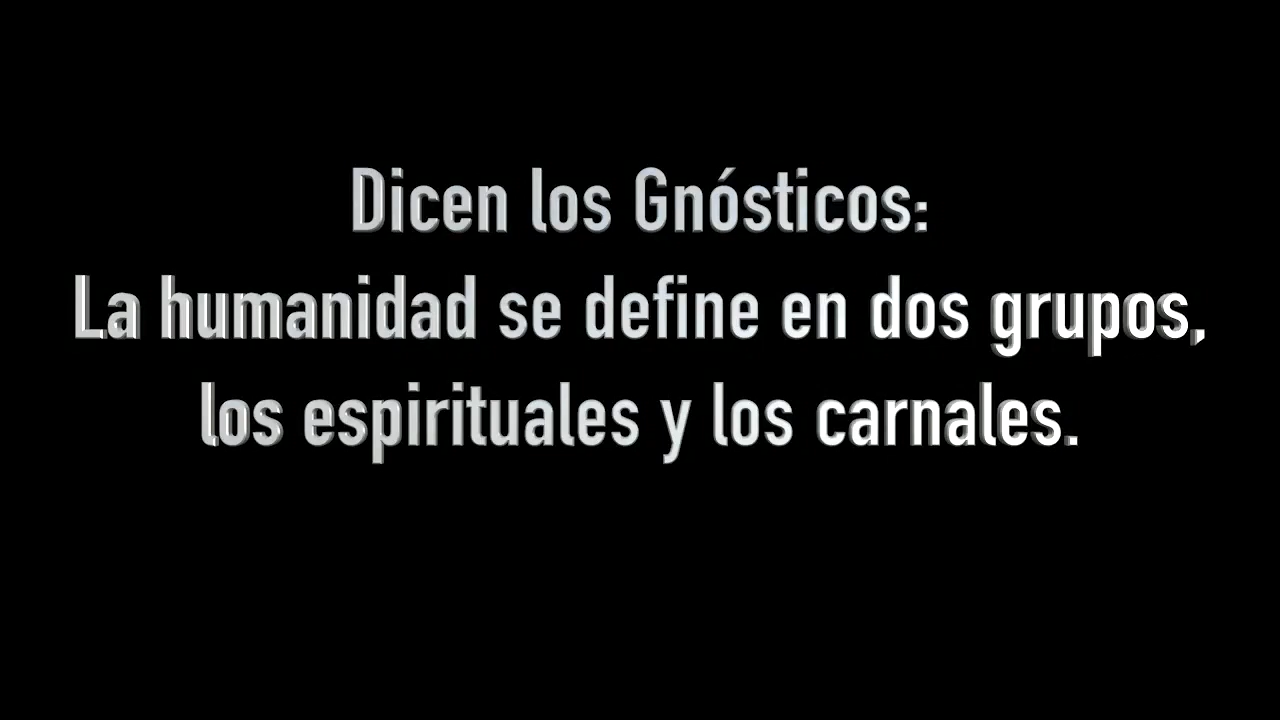 Dicen los Gnósticos:
La humanidad se define en dos grupos,
los espirituales y los carnales.